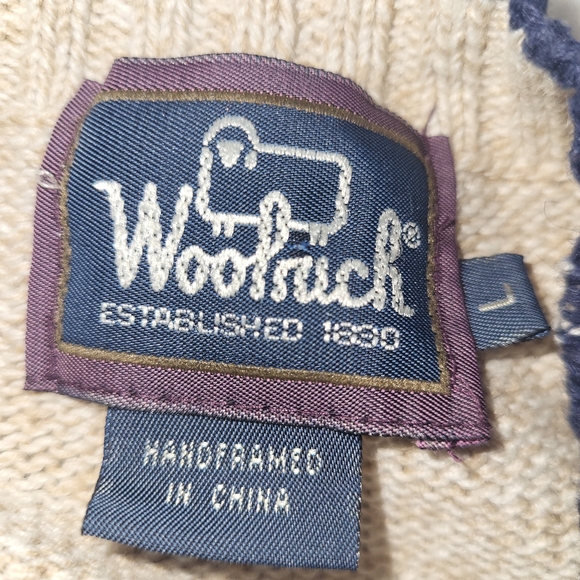 Woolrich®
ESTABLISHED 1830
L
HANDFRAMED
IN CHINA